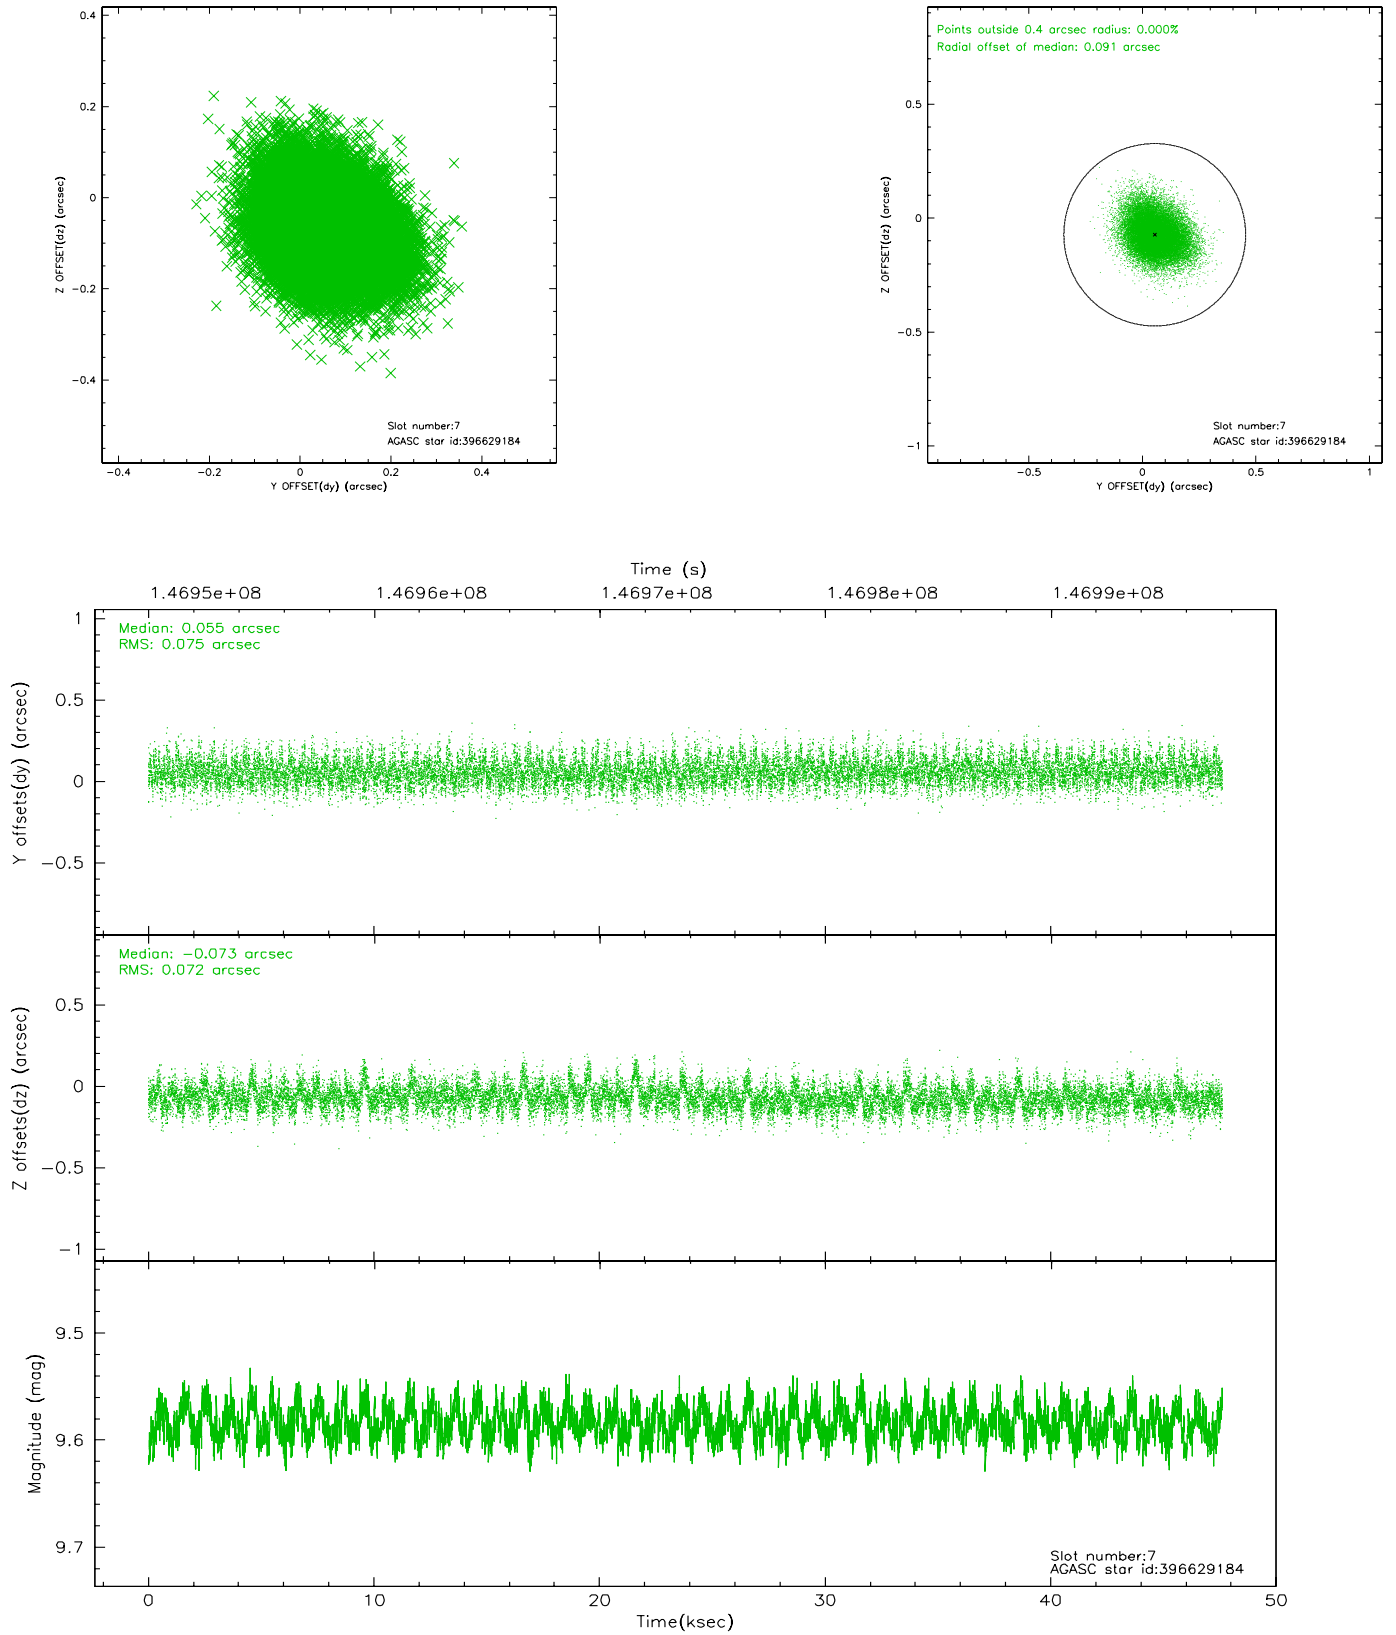 0.4
0.2
0
−0.2
−0.4
Z OFFSET(dz) (arcsec)
Slot number:7
AGASC star id:396629184
−0.4 −0.2 0 0.2 0.4
Y OFFSET(dy) (arcsec)
Points outside 0.4 arcsec radius: 0.000%
Radial offset of median: 0.091 arcsec
0.5
0
−0.5
−1
Z OFFSET(dz) (arcsec)
Slot number:7
AGASC star id:396629184
−0.5 0 0.5 1
Y OFFSET(dy) (arcsec)
Time (s)
1.4695e+08 1.4696e+08 1.4697e+08 1.4698e+08 1.4699e+08
Median: 0.055 arcsec
RMS: 0.075 arcsec
1
0.5
0
−0.5
Y offsets(dy) (arcsec)
Median: −0.073 arcsec
RMS: 0.072 arcsec
0.5
0
−0.5
−1
Z offsets(dz) (arcsec)
9.5
9.6
9.7
Magnitude (mag)
Slot number:7
AGASC star id:396629184
0 10 20 30 40 50
Time(ksec)